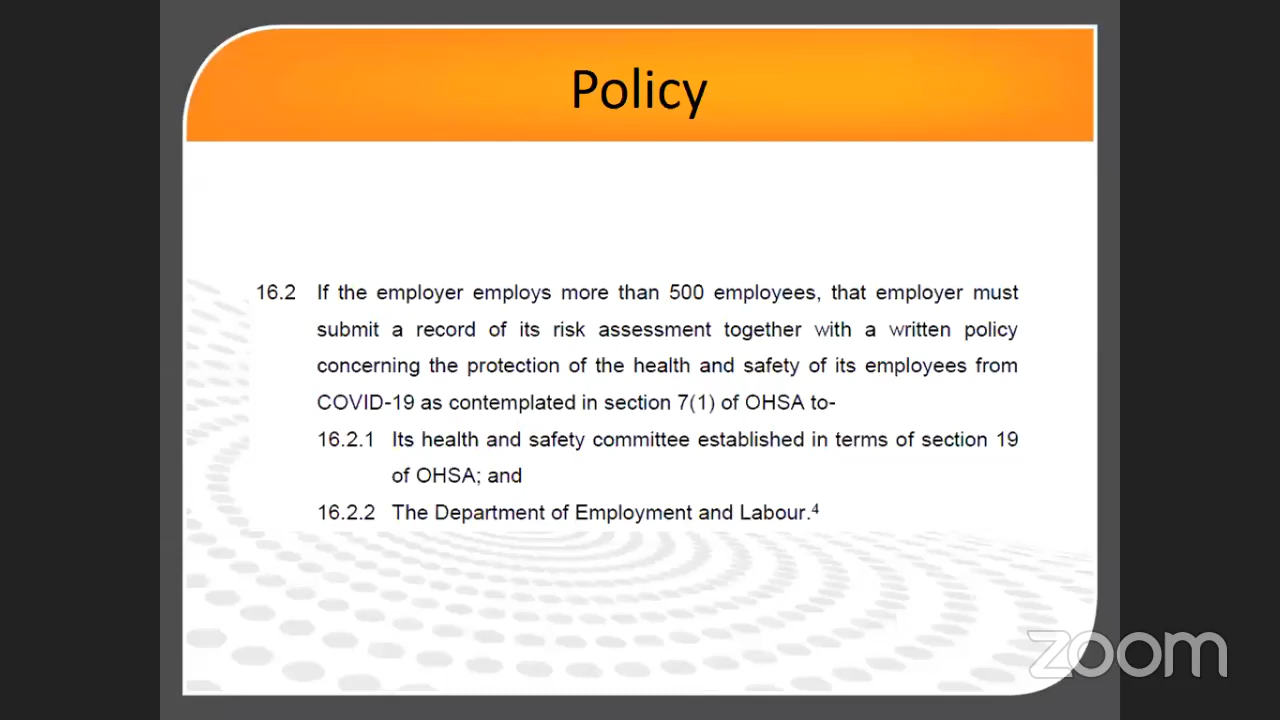 Policy
16.2 If the employer employs more than 500 employees, that employer must
submit a record of its risk assessment together with a written policy
concerning the protection of the health and safety of its employees from
COVID-19 as contemplated in section 7(1) of OHSA to-
16.2.1 Its health and safety committee established in terms of section 19
of OHSA; and
16.2.2 The Department of Employment and Labour.4
zoom